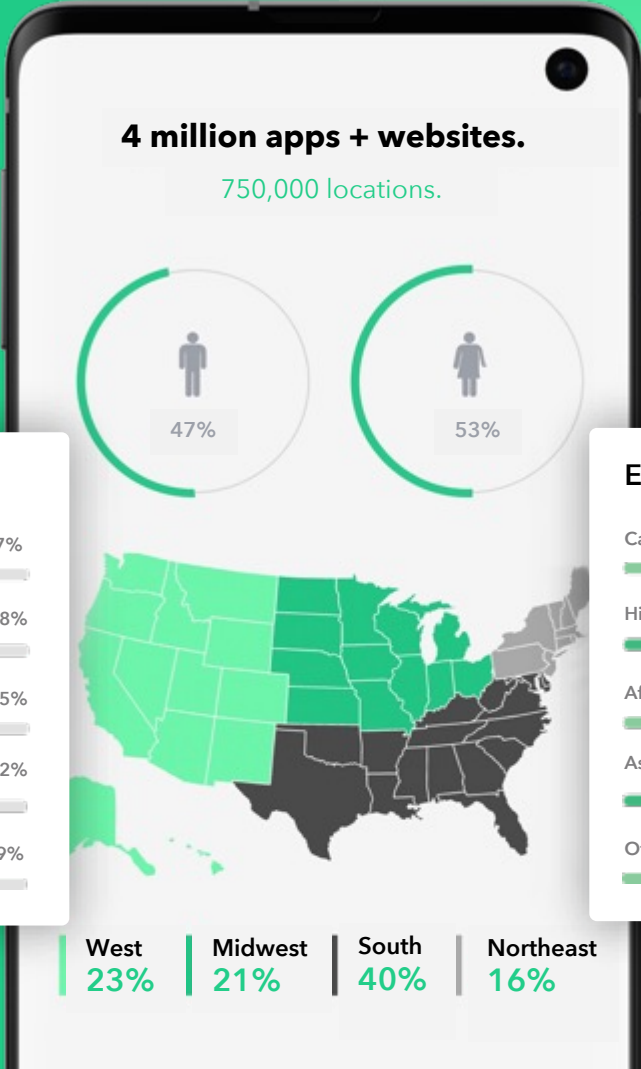 4 million apps + websites.
750,000 locations.
47%
53%
7%
8%
5%
2%
9%
E
Ca
Hi
Af
As
O
West
23%
Midwest
21%
South
40%
Northeast
16%